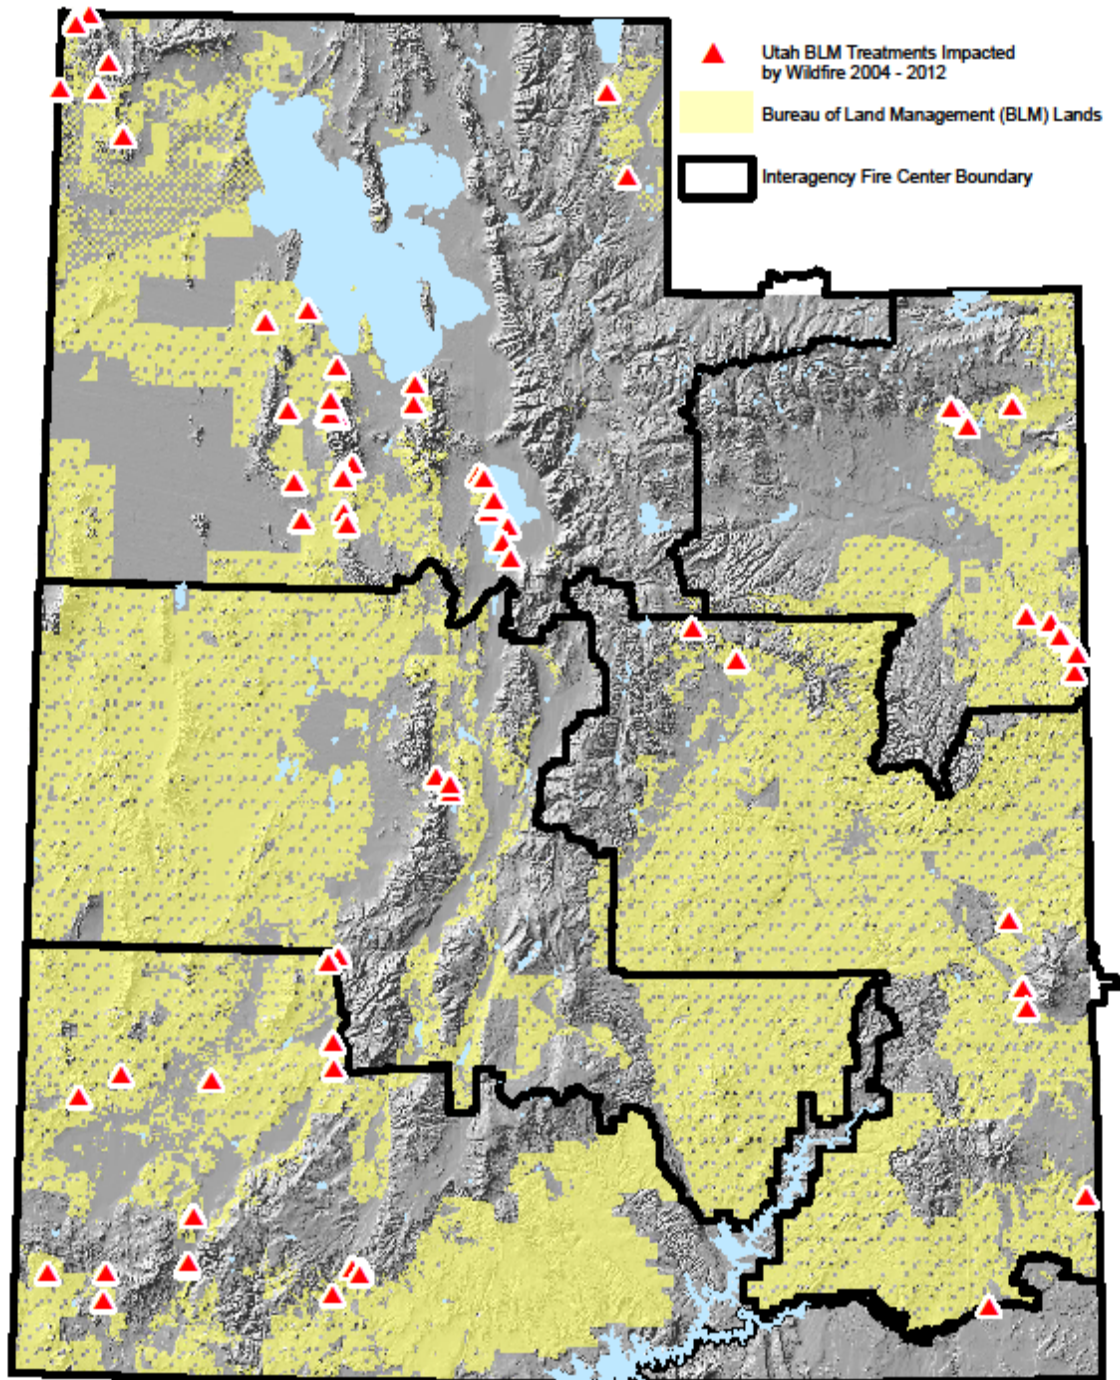 Utah BLM Treatments Impacted
by Wildfire 2004 - 2012
Bureau of Land Management (BLM) Lands
Interagency Fire Center Boundary